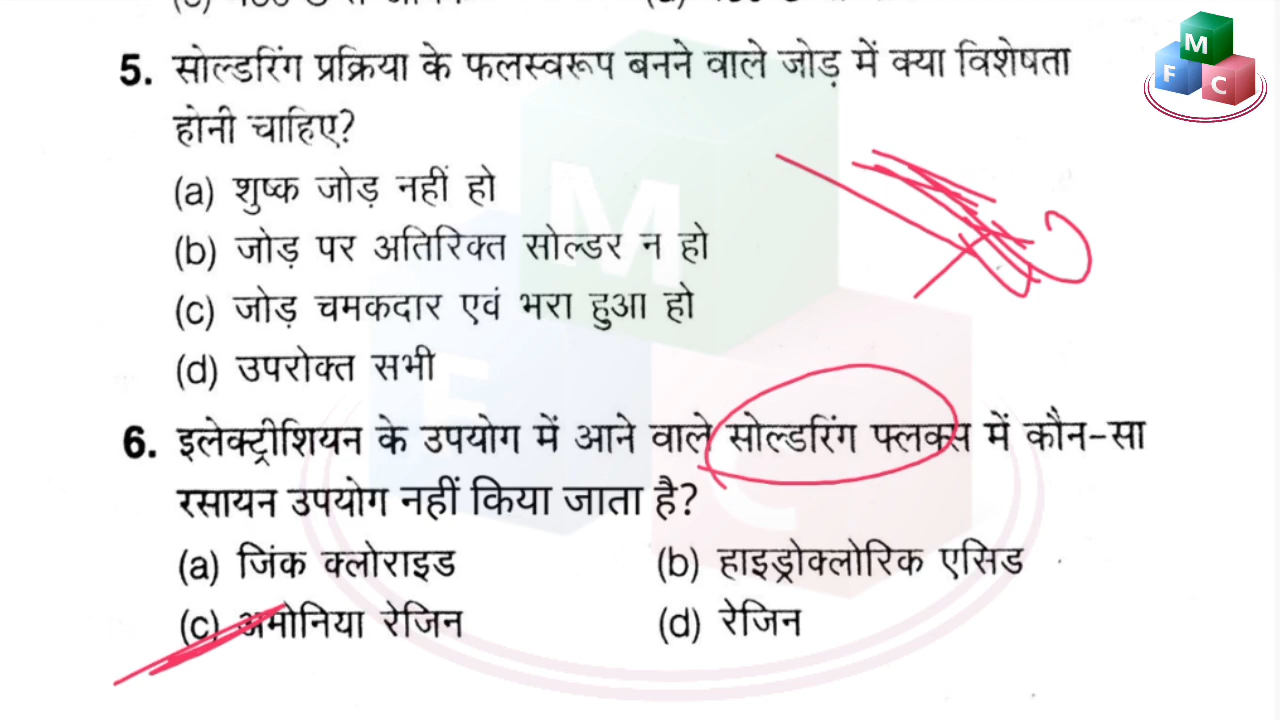 5. सोल्डरिंग प्रक्रिया के फलस्वरूप बनने वाले जोड़ में क्या विशेषता
होनी चाहिए?
(a) शुष्क जोड़ नहीं हो
(b) जोड़ पर अतिरिक्त सोल्डर न हो
(c) जोड़ चमकदार एवं भरा हुआ हो
(d) उपरोक्त सभी
6. इलेक्ट्रीशियन के उपयोग में आने वाले सोल्डरिंग फ्लक्स में कौन-सा
रसायन उपयोग नहीं किया जाता है?
(a) जिंक क्लोराइड (b) हाइड्रोक्लोरिक एसिड
(c) अमोनिया रेजिन (d) रेजिन
M
F C